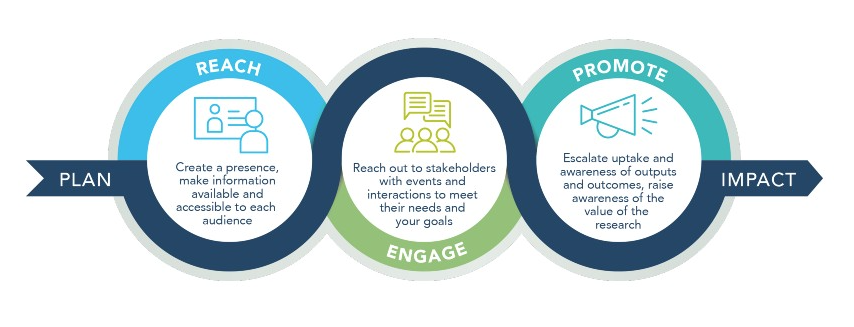 PLAN
REACH
Create a presence,
make information
available and
accessible to each
audience
Reach out to stakeholders
with events and
interactions to meet
their needs and
your goals
ENGAGE
PROMOTE
Escalate uptake and
awareness of outputs
and outcomes, raise
awareness of the
value of the
research
IMPACT